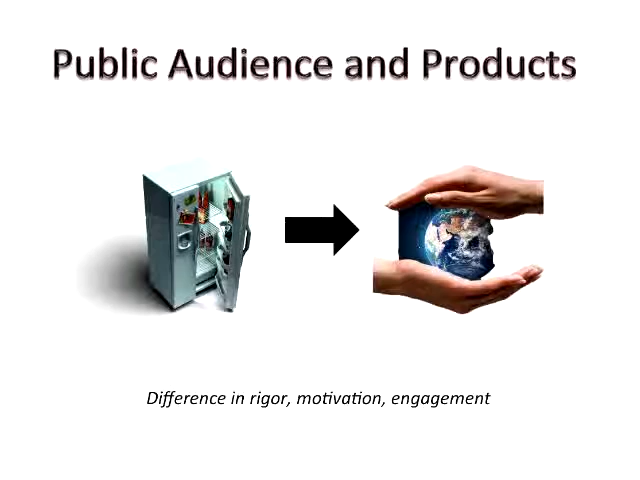 Public Audience and Products
Difference in rigor, motivation, engagement